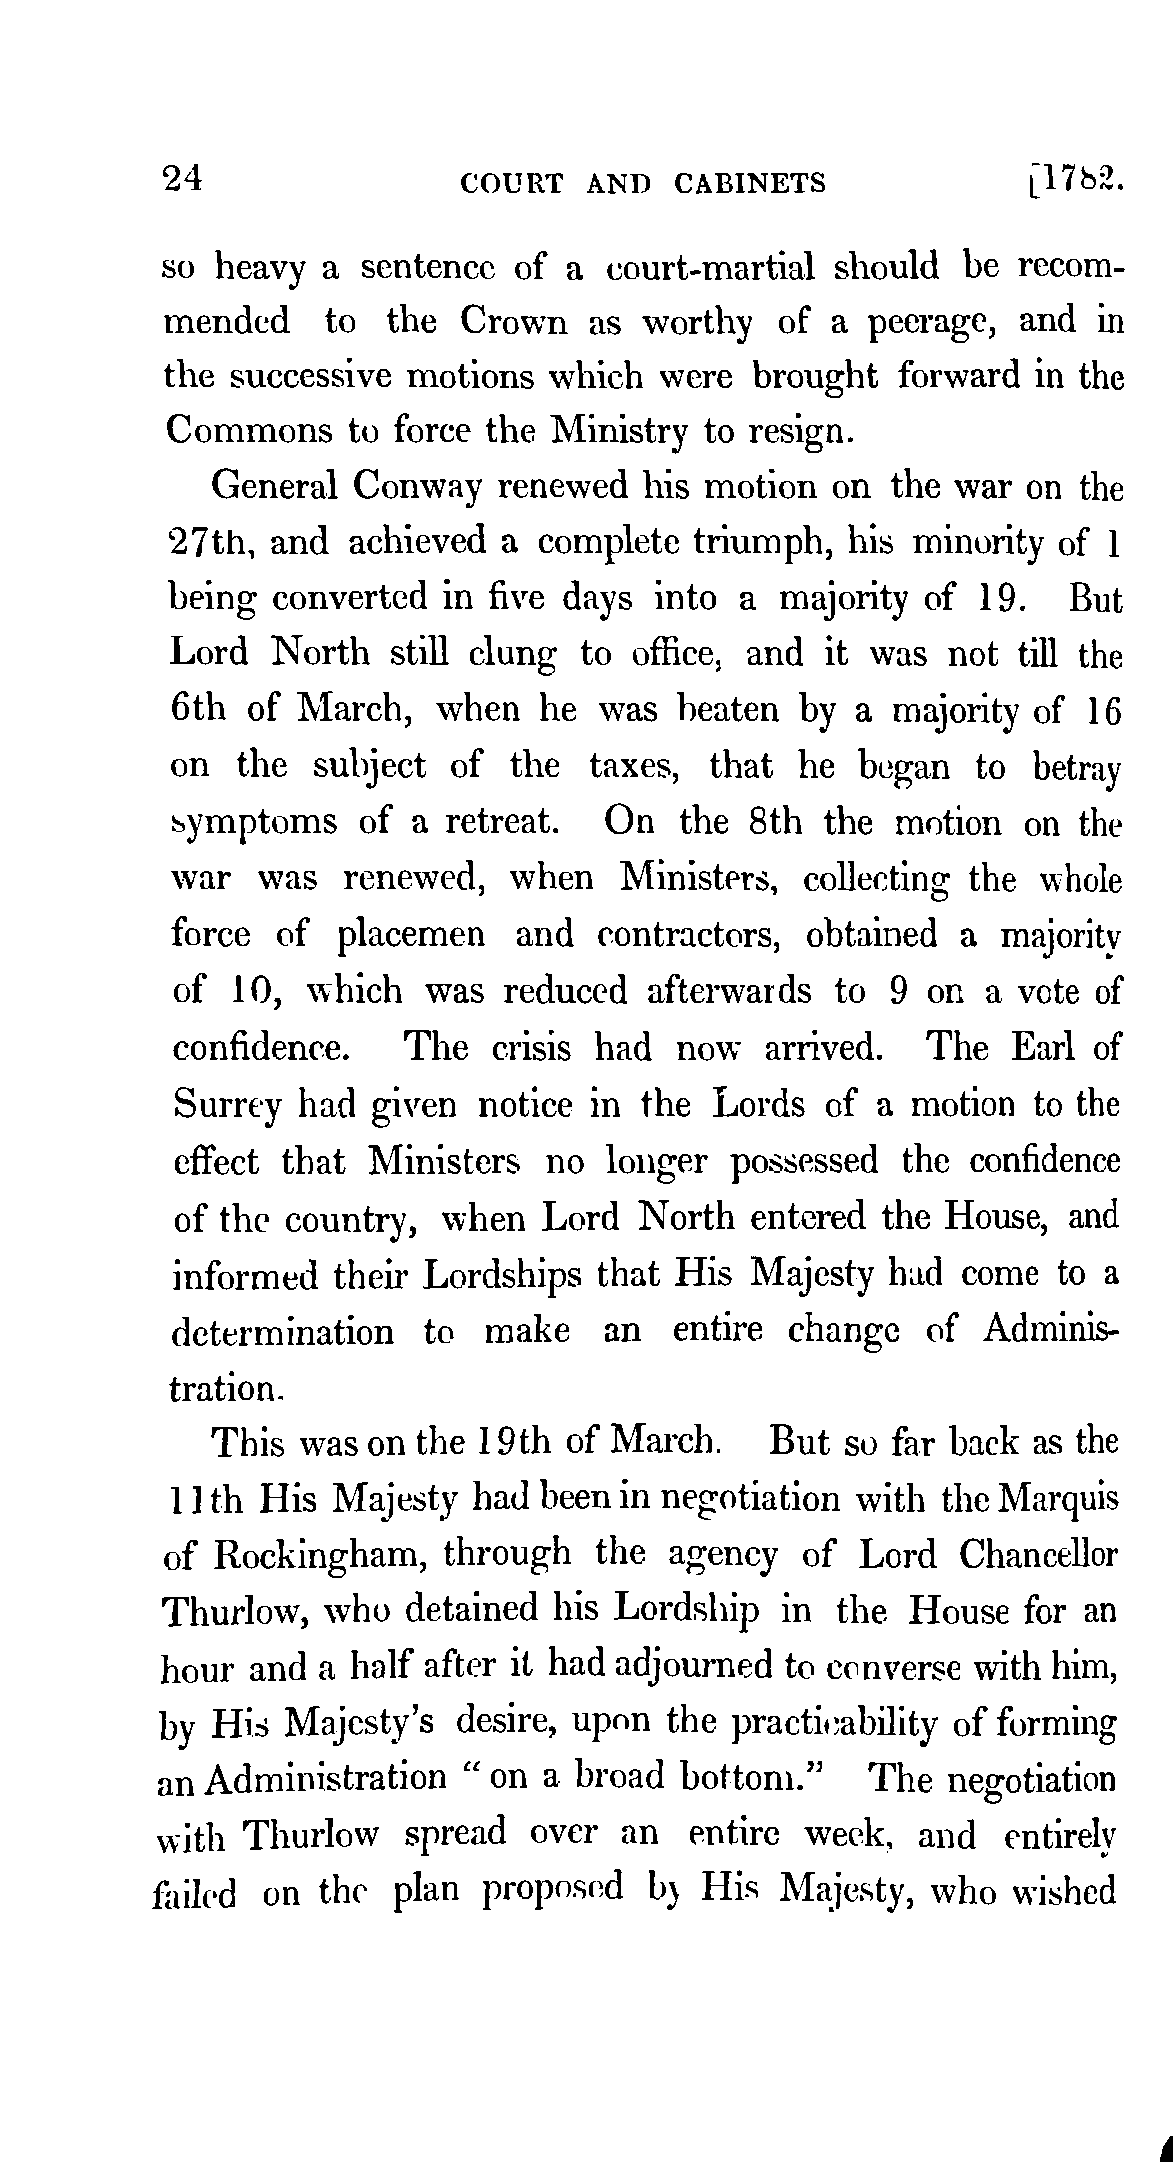 24 COURT AND CABINETS [1782.
so heavy a sentence of a court-martial should be recom-
mended to the Crown as worthy of a peerage, and in
the successive motions which were brought forward in the
Commons to force the Ministry to resign.
General Conway renewed his motion on the war on the
27th, and achieved a complete triumph, his minority of 1
being converted in five days into a majority of 19. But
Lord North still clung to office, and it was not till the
6th of March, when he was beaten by a majority of 16
on the subject of the taxes, that he began to betray
symptoms of a retreat. On the 8th the motion on the
war was renewed, when Ministers, collecting the whole
force of placemen and contractors, obtained a majority
of 10, which was reduced afterwards to 9 on a vote of
confidence. The crisis had now arrived. The Earl of
Surrey had given notice in the Lords of a motion to the
effect that Ministers no longer possessed the confidence
of the country, when Lord North entered the House, and
informed their Lordships that His Majesty had come to a
determination to make an entire change of Adminis-
tration.
This was on the 19th of March. But so far back as the
11th His Majesty had been in negotiation with the Marquis
of Rockingham, through the agency of Lord Chancellor
Thurlow, who detained his Lordship in the House for an
hour and a half after it had adjourned to converse with him,
by His Majesty's desire, upon the practicability of forming
an Administration "on a broad bottom." The negotiation
with Thurlow spread over an entire week, and entirely
failed on the plan proposed by His Majesty, who wished